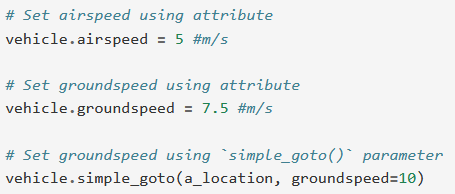 # Set airspeed using attribute
vehicle.airspeed = 5 #m/s
# Set groundspeed using attribute
vehicle.groundspeed = 7.5 #m/s
# Set groundspeed using `simple_goto()` parameter
vehicle.simple_goto(a_location, groundspeed=10)